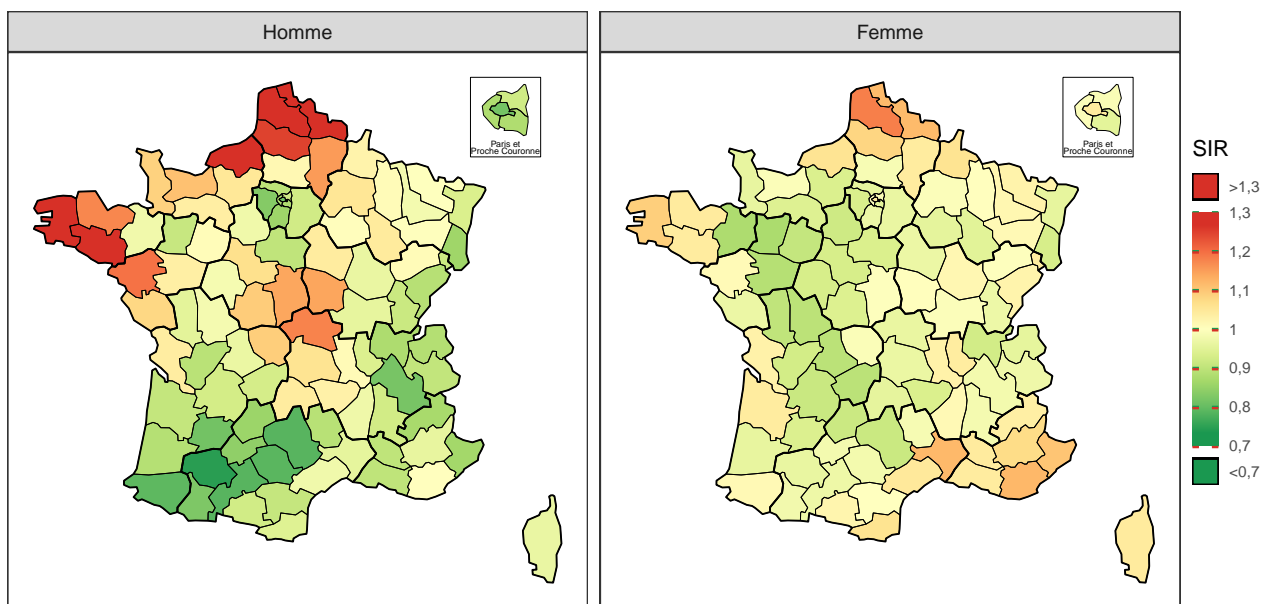 Homme
Femme
Paris et
Proche Couronne
Paris et
Proche Couronne
SIR
>1,3
1,3
1,2
1,1
1
0,9
0,8
0,7
<0,7